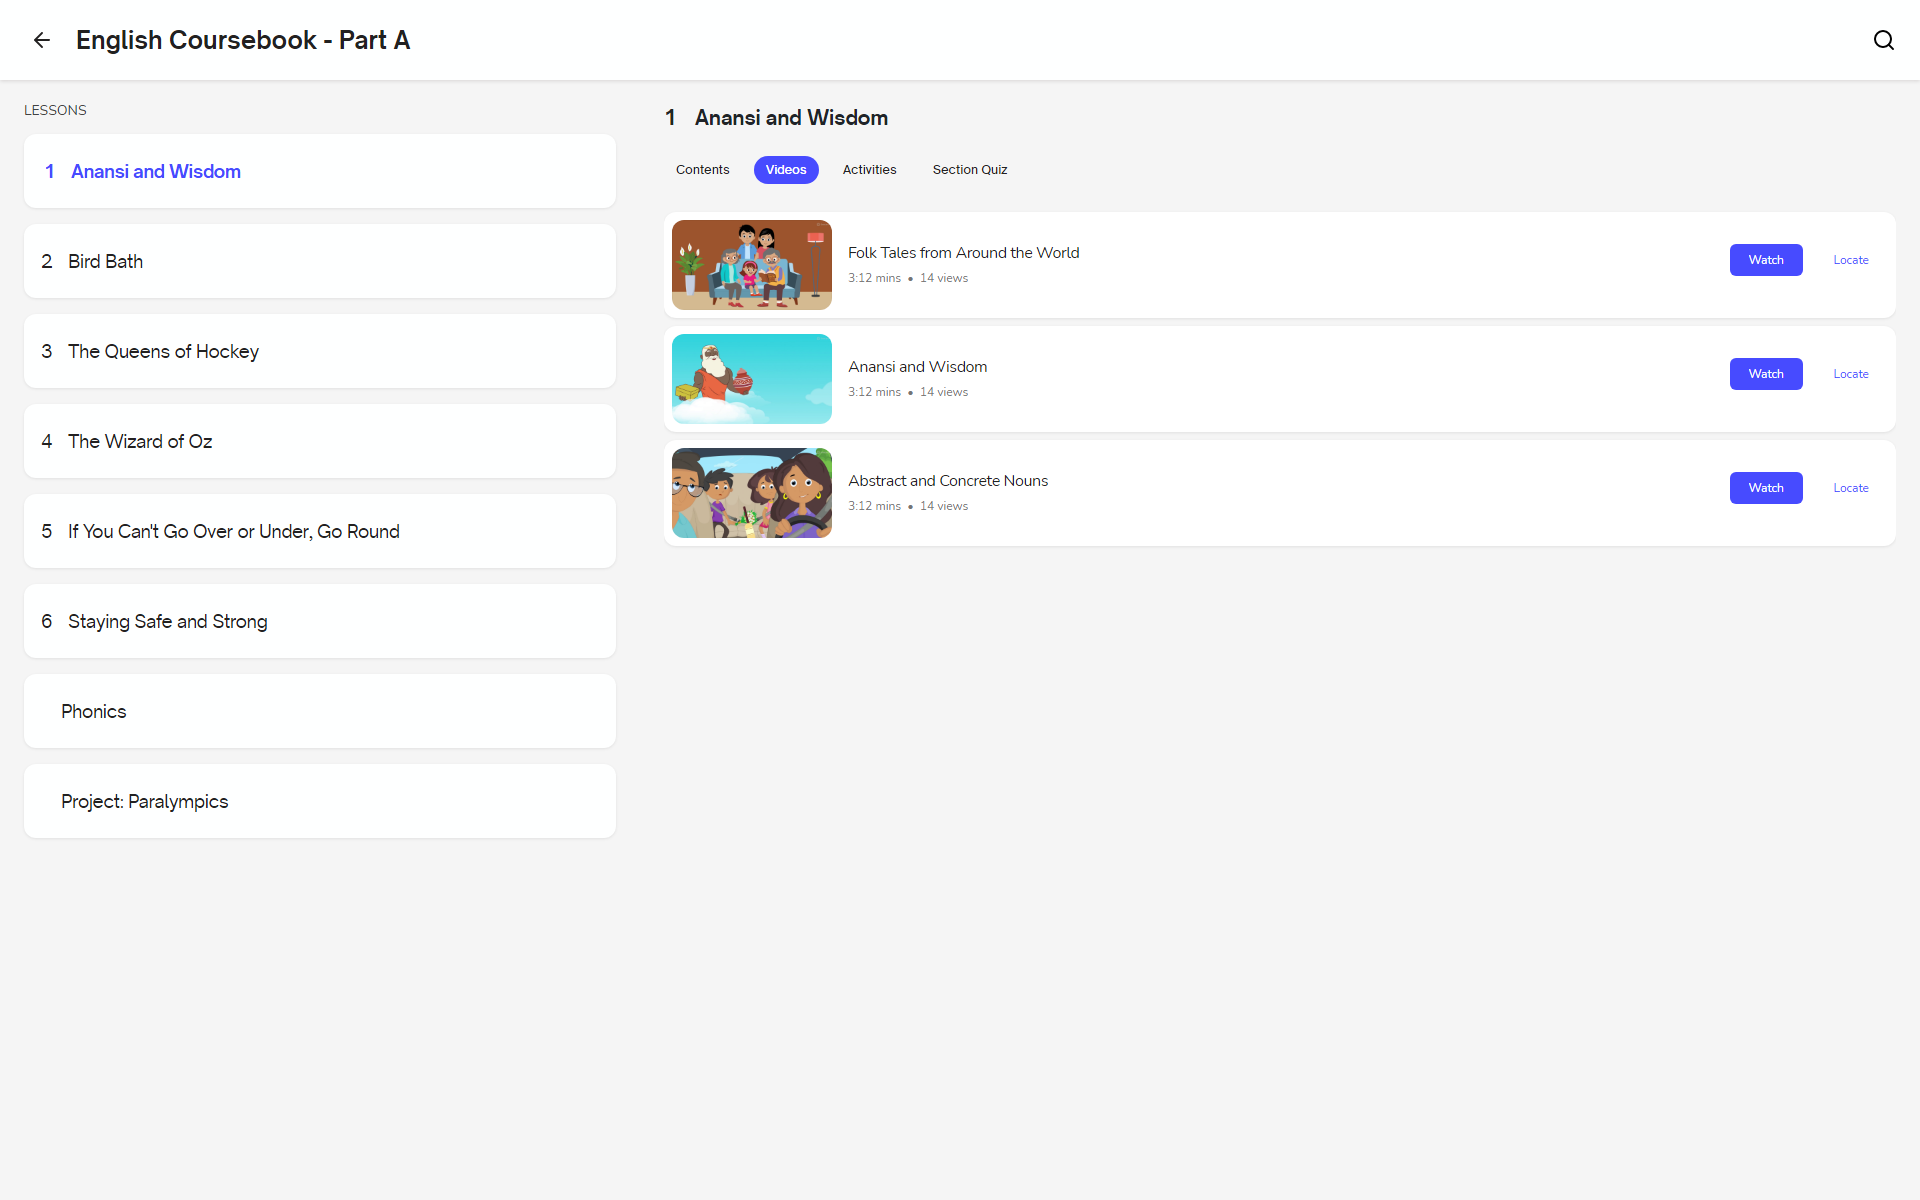 English Coursebook - Part A
LESSONS
1 Anansi and Wisdom
2 Bird Bath
3 The Queens of Hockey
4 The Wizard of Oz
5 If You Can't Go Over or Under, Go Round
6 Staying Safe and Strong
Phonics
Project: Paralympics
1 Anansi and Wisdom
Contents Videos Activities Section Quiz
Folk Tales from Around the World
3:12 mins • 14 views
Watch Locate
Anansi and Wisdom
3:12 mins • 14 views
Watch Locate
Abstract and Concrete Nouns
3:12 mins • 14 views
Watch Locate